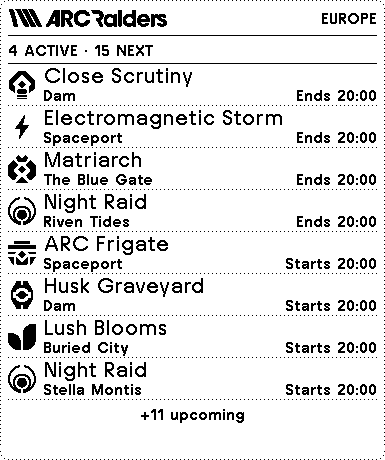 ARC Raiders
EUROPE
4 ACTIVE · 15 NEXT
Close Scrutiny
Dam
Ends 20:00
Electromagnetic Storm
Spaceport
Ends 20:00
Matriarch
The Blue Gate
Ends 20:00
Night Raid
Riven Tides
Ends 20:00
ARC Frigate
Spaceport
Starts 20:00
Husk Graveyard
Dam
Starts 20:00
Lush Blooms
Buried City
Starts 20:00
Night Raid
Stella Montis
Starts 20:00
+11 upcoming